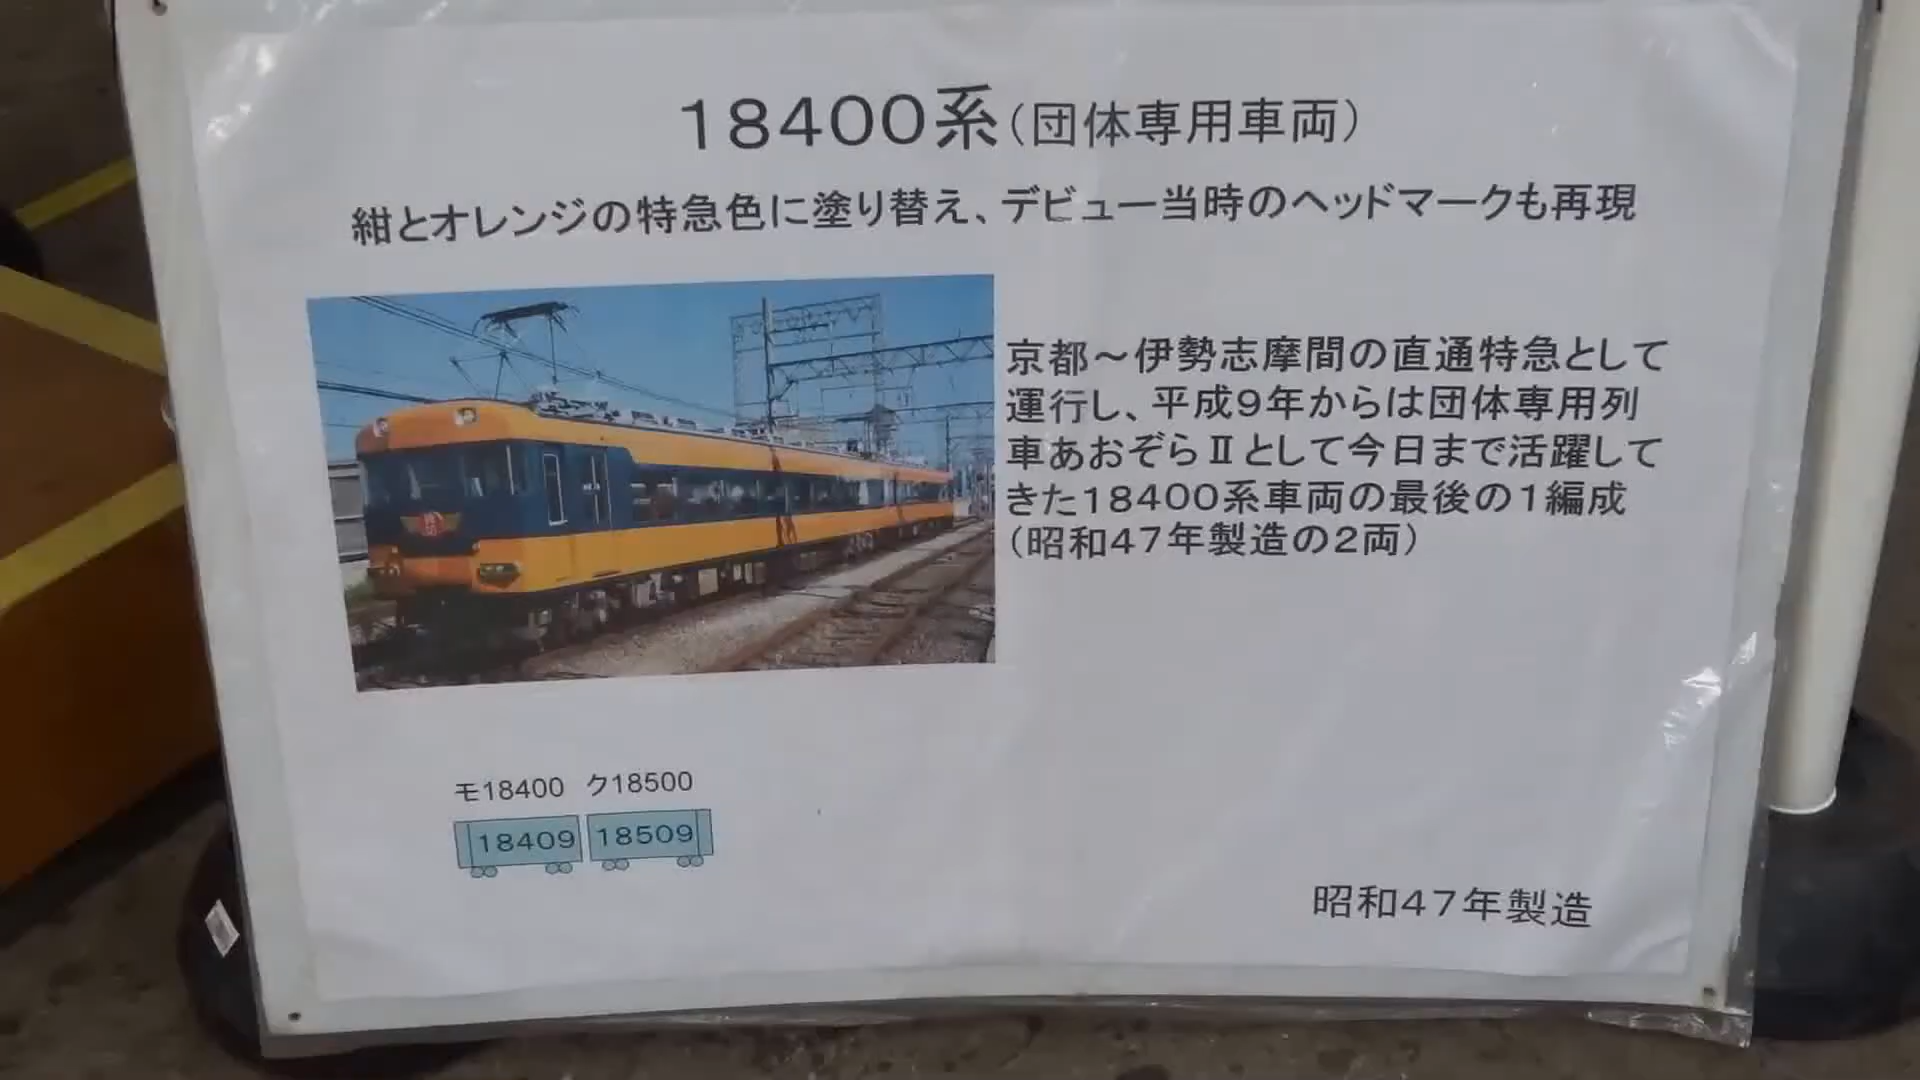 18400系(団体専用車両)
紺とオレンジの特急色に塗り替え、デビュー当時のヘッドマークも再現
京都～伊勢志摩間の直通特急として
運行し、平成9年からは団体専用列
車あおぞらⅡとして今日まで活躍して
きた18400系車両の最後の1編成
(昭和47年製造の2両)
モ18400 ク18500
18409 18509
昭和47年製造